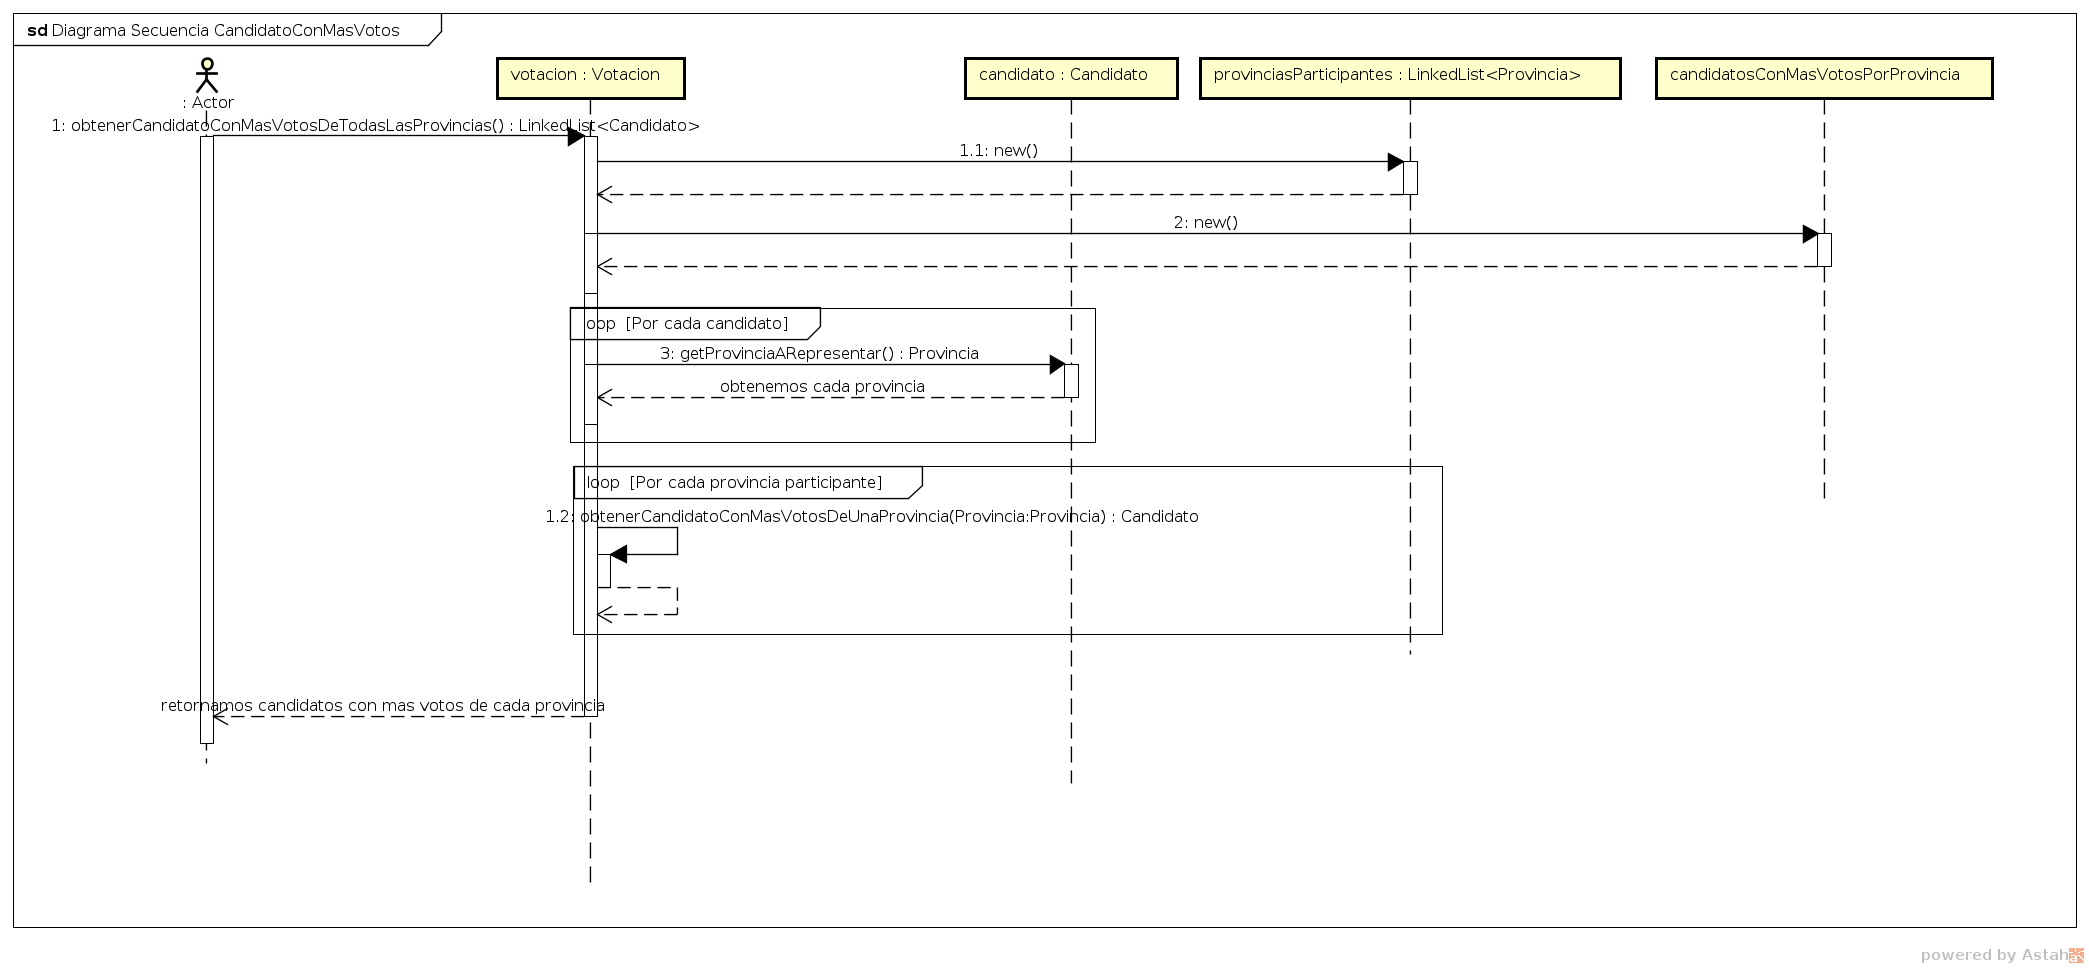 sd Diagrama Secuencia CandidatoConMasVotos
: Actor
votacion : Votacion
candidato : Candidato
provinciasParticipantes : LinkedList<Provincia>
candidatosConMasVotosPorProvincia
1: obtenerCandidatoConMasVotosDeTodasLasProvincias() : LinkedList<Candidato>
1.1: new()
2: new()
oop [Por cada candidato]
3: getProvinciaARepresentar() : Provincia
obtenemos cada provincia
loop [Por cada provincia participante]
1.2: obtenerCandidatoConMasVotosDeUnaProvincia(Provincia:Provincia) : Candidato
retornamos candidatos con mas votos de cada provincia
powered by Astah